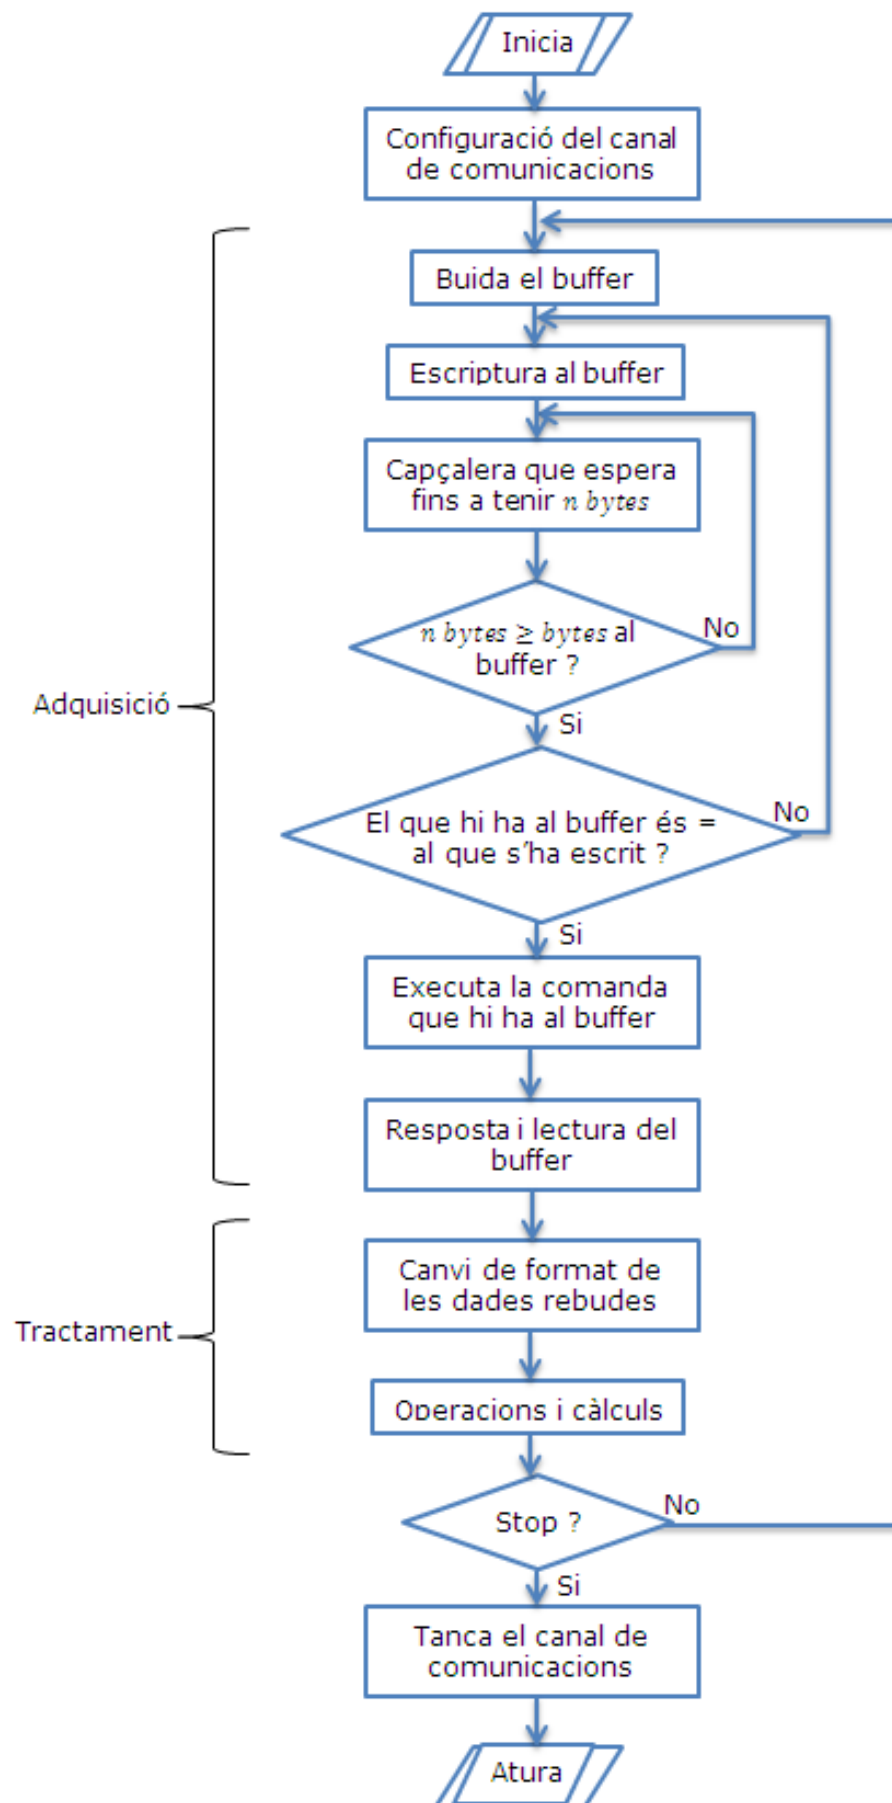 Inicia
Configuració del canal
de comunicacions
Buida el buffer
Escriptura al buffer
Capçalera que espera
fins a tenir n bytes
n bytes ≥ bytes al
buffer ?
No
Si
Adquisició
El que hi ha al buffer és =
al que s'ha escrit ?
No
Si
Executa la comanda
que hi ha al buffer
Resposta i lectura del
buffer
Canvi de format de
les dades rebudes
Tractament
Operacions i càlculs
Stop ?
No
Si
Tanca el canal de
comunicacions
Atura